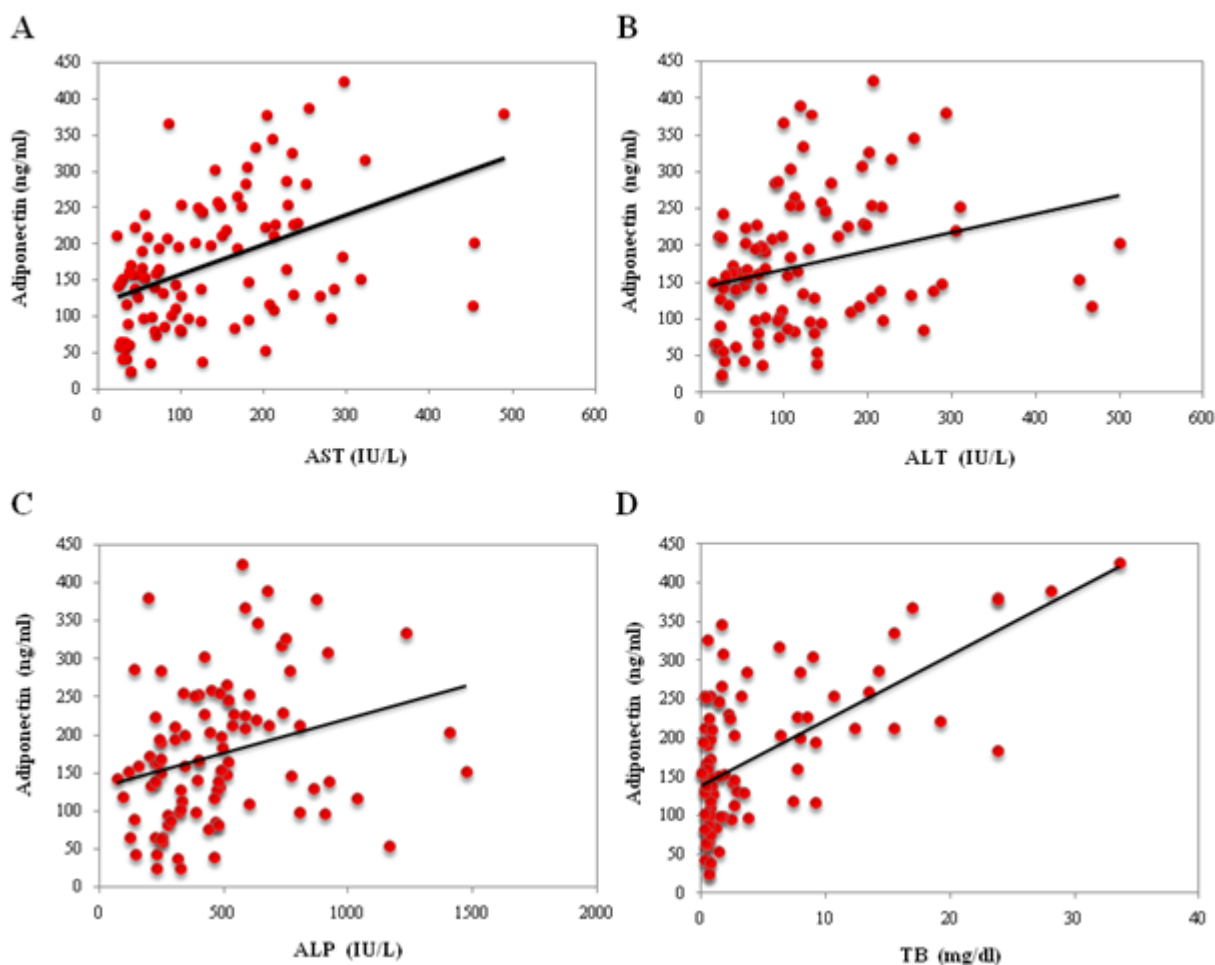 A
B
450
400
350
300
250
200
150
100
50
0
Adiponectin (ng/ml)
0 100 200 300 400 500 600
AST (IU/L)
450
400
350
300
250
200
150
100
50
0
Adiponectin (ng/ml)
0 100 200 300 400 500 600
ALT (IU/L)
C
D
450
400
350
300
250
200
150
100
50
0
Adiponectin (ng/ml)
0 500 1000 1500 2000
ALP (IU/L)
450
400
350
300
250
200
150
100
50
0
Adiponectin (ng/ml)
0 10 20 30 40
TB (mg/dl)